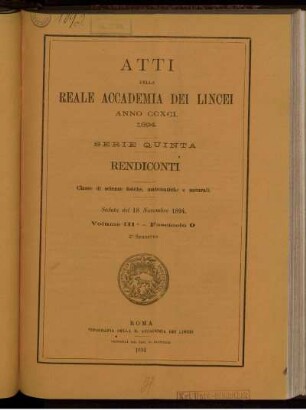 ATTI
DELLA
REALE ACCADEMIA DEI LINCEI
ANNO CCXCI.
1894
SERIE QUINTA
RENDICONTI
Classe di scienze fisiche, matematiche e naturali.
Seduta del 18 Novembre 1894.
Volume III.° — Fascicolo 9
2° Semestre
ROMA
TIPOGRAFIA DELLA R. ACCADEMIA DEI LINCEI
1894